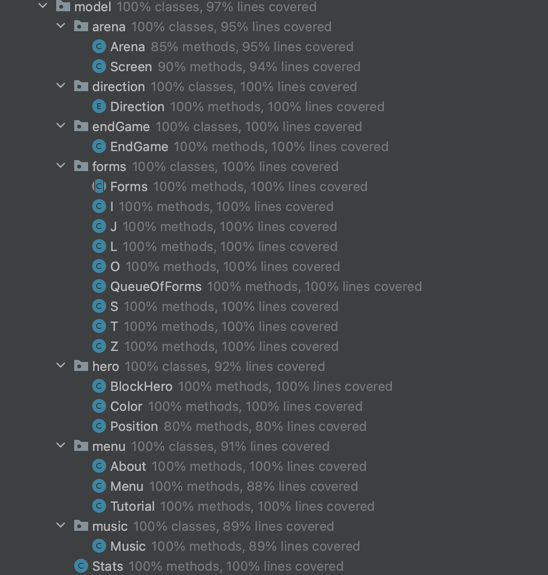 model 100% classes, 97% lines covered
arena 100% classes, 95% lines covered
C Arena 85% methods, 95% lines covered
C Screen 90% methods, 94% lines covered
direction 100% classes, 100% lines covered
E Direction 100% methods, 100% lines covered
endGame 100% classes, 100% lines covered
C EndGame 100% methods, 100% lines covered
forms 100% classes, 100% lines covered
C Forms 100% methods, 100% lines covered
C I 100% methods, 100% lines covered
C J 100% methods, 100% lines covered
C L 100% methods, 100% lines covered
C O 100% methods, 100% lines covered
C QueueOfForms 100% methods, 100% lines covered
C S 100% methods, 100% lines covered
C T 100% methods, 100% lines covered
C Z 100% methods, 100% lines covered
hero 100% classes, 92% lines covered
C BlockHero 100% methods, 100% lines covered
C Color 100% methods, 100% lines covered
C Position 80% methods, 80% lines covered
menu 100% classes, 91% lines covered
C About 100% methods, 100% lines covered
C Menu 100% methods, 88% lines covered
C Tutorial 100% methods, 100% lines covered
music 100% classes, 89% lines covered
C Music 100% methods, 89% lines covered
C Stats 100% methods, 100% lines covered